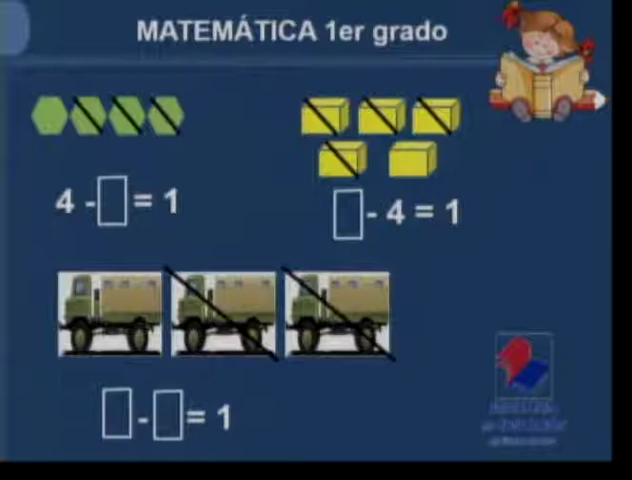 MATEMÁTICA 1er grado
4 - □ = 1
□ - 4 = 1
□ - □ = 1